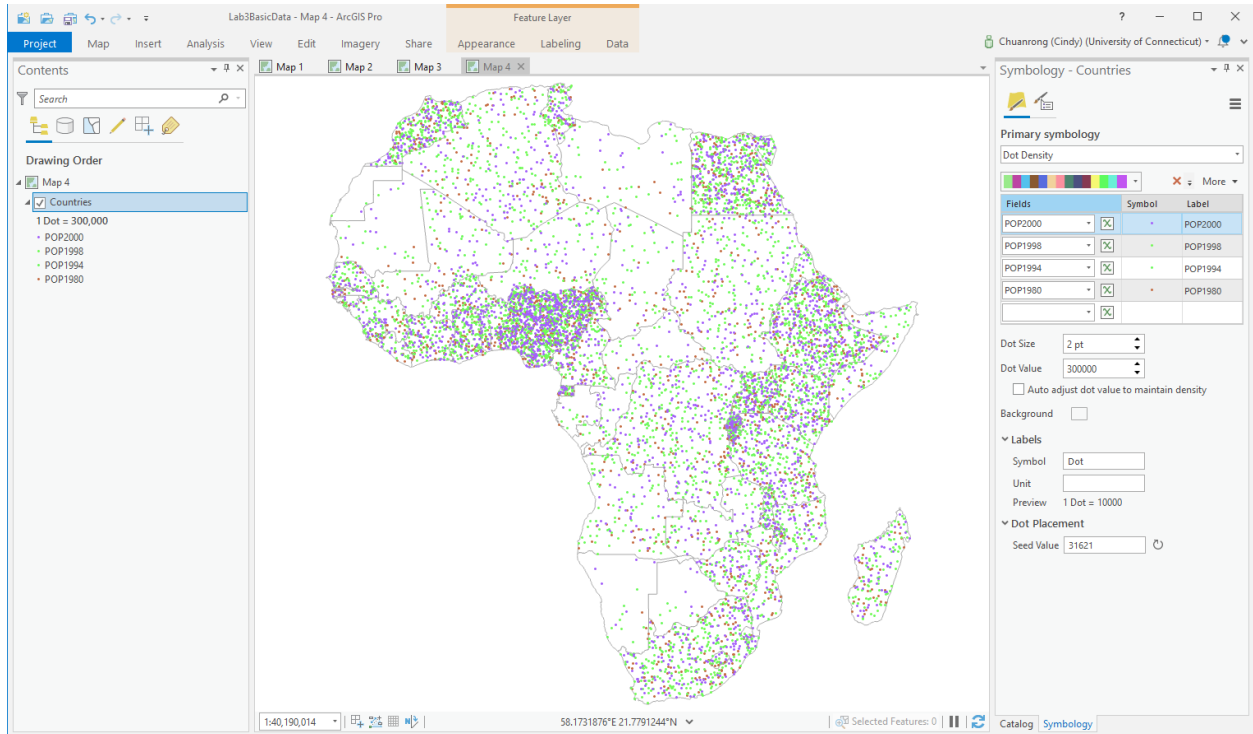 Lab3BasicData - Map 4 - ArcGIS Pro
Feature Layer
?
Project Map Insert Analysis View Edit Imagery Share Appearance Labeling Data
Chuanrong (Cindy) (University of Connecticut)
Contents
Search
Drawing Order
Map 4
Countries
1 Dot = 300,000
POP2000
POP1998
POP1994
POP1980
Map 1 Map 2 Map 3 Map 4
1:40,190,014
58.1731876°E 21.7791244°N
Selected Features: 0
Symbology - Countries
Primary symbology
Dot Density
More
Fields Symbol Label
POP2000 POP2000
POP1998 POP1998
POP1994 POP1994
POP1980 POP1980
Dot Size 2 pt
Dot Value 300000
Auto adjust dot value to maintain density
Background
Labels
Symbol Dot
Unit
Preview 1 Dot = 10000
Dot Placement
Seed Value 31621
Catalog Symbology